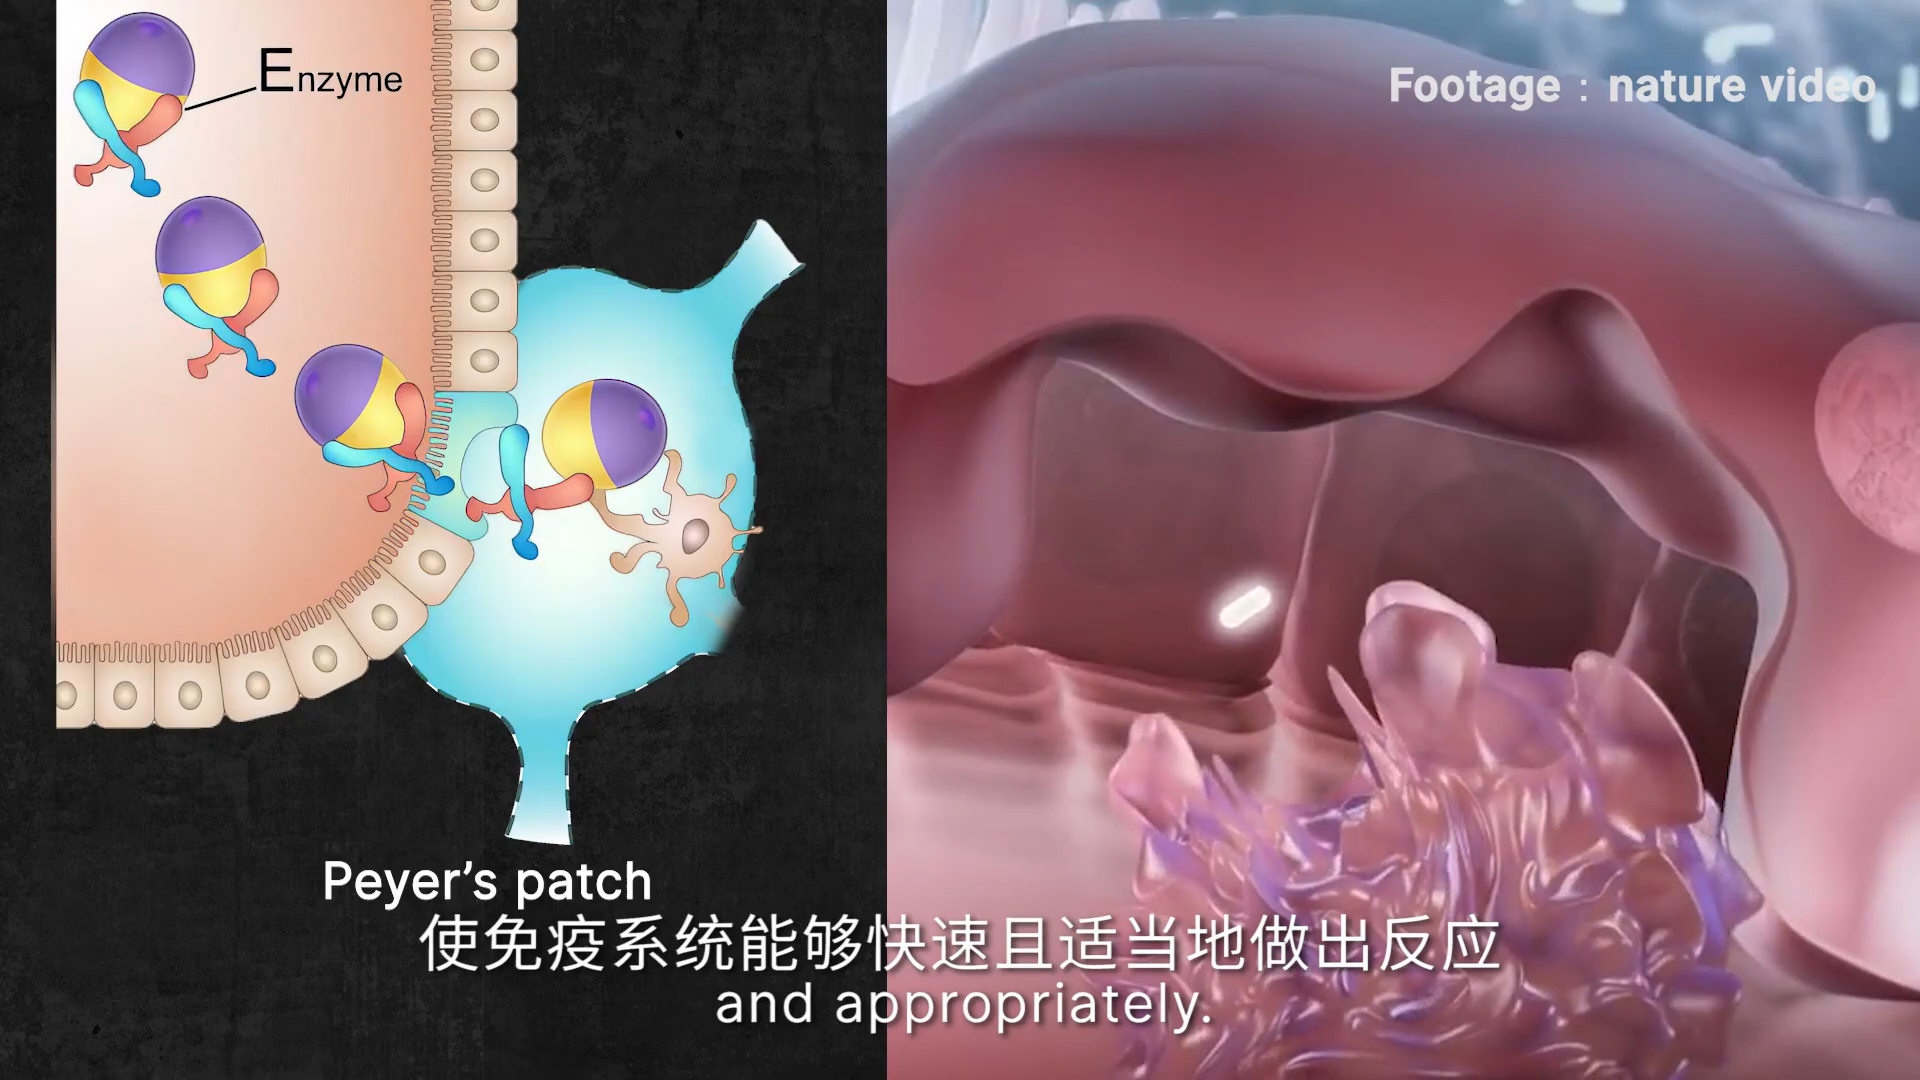 Enzyme
Footage：nature video
Peyer’s patch
使免疫系统能够快速且适当地做出反应
and appropriately.